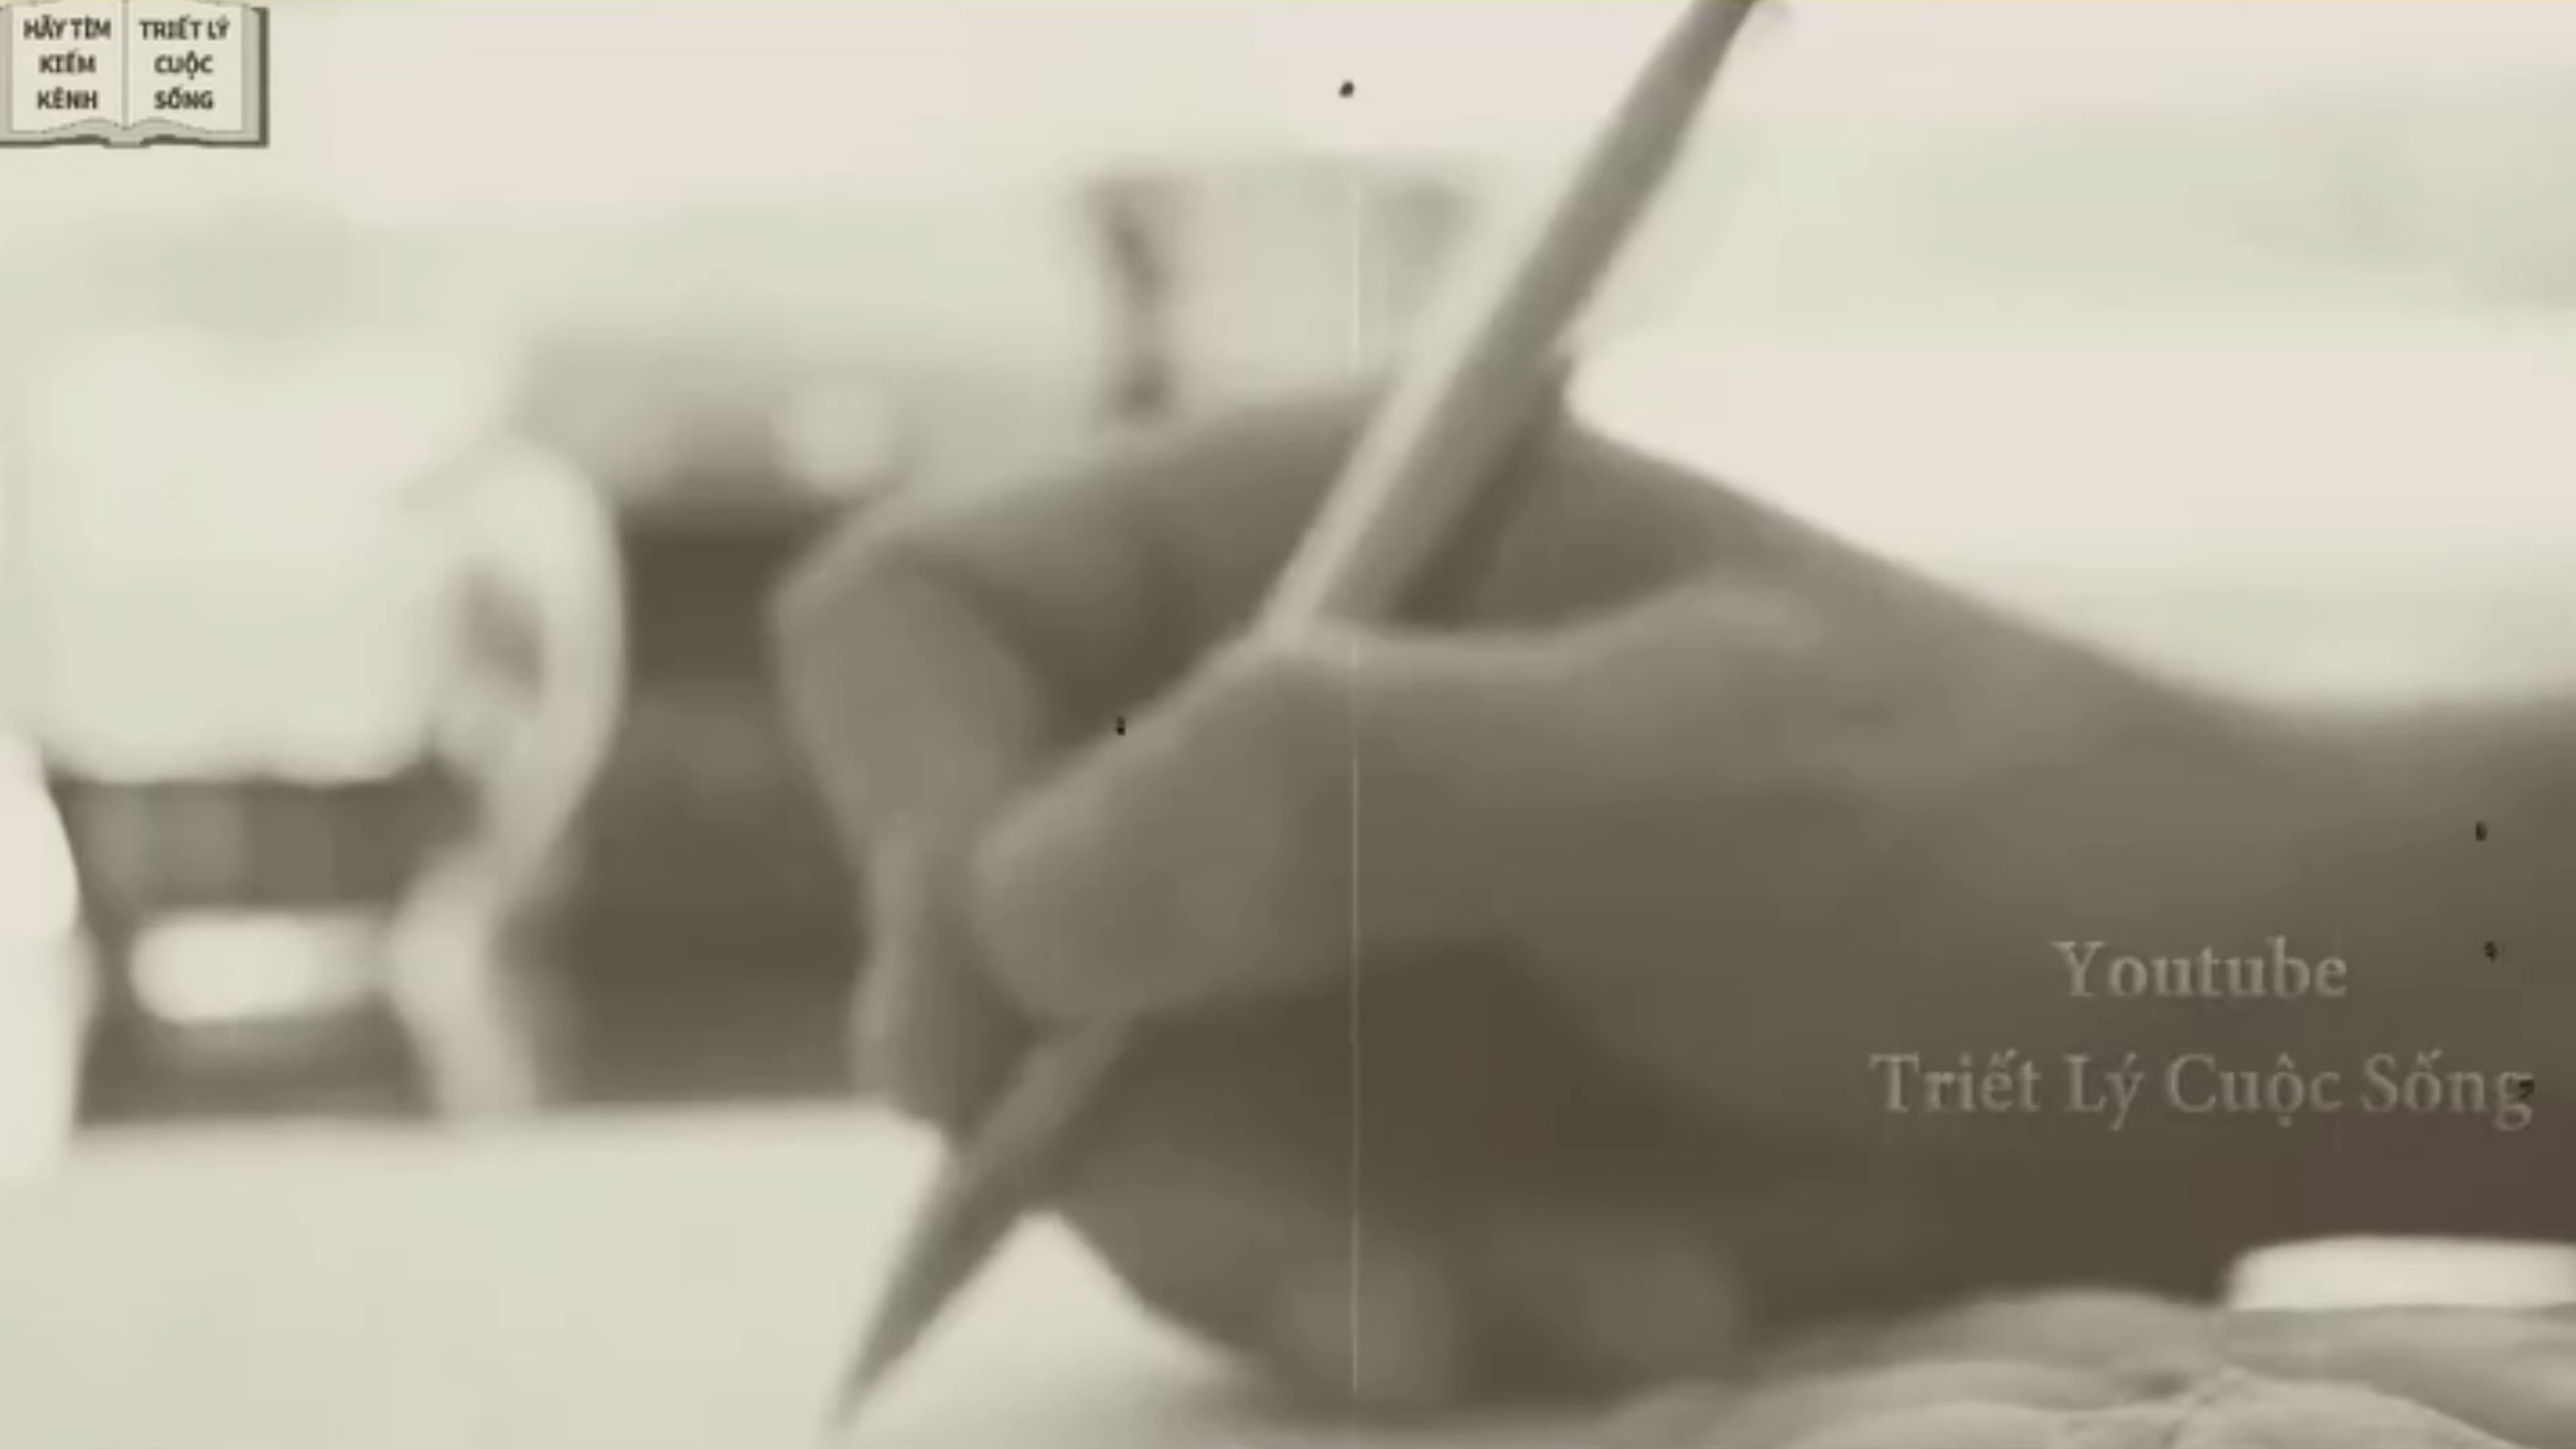 HÃY TÌM
KIẾM
KÊNH
TRIẾT LÝ
CUỘC
SỐNG
Youtube
Triết Lý Cuộc Sống